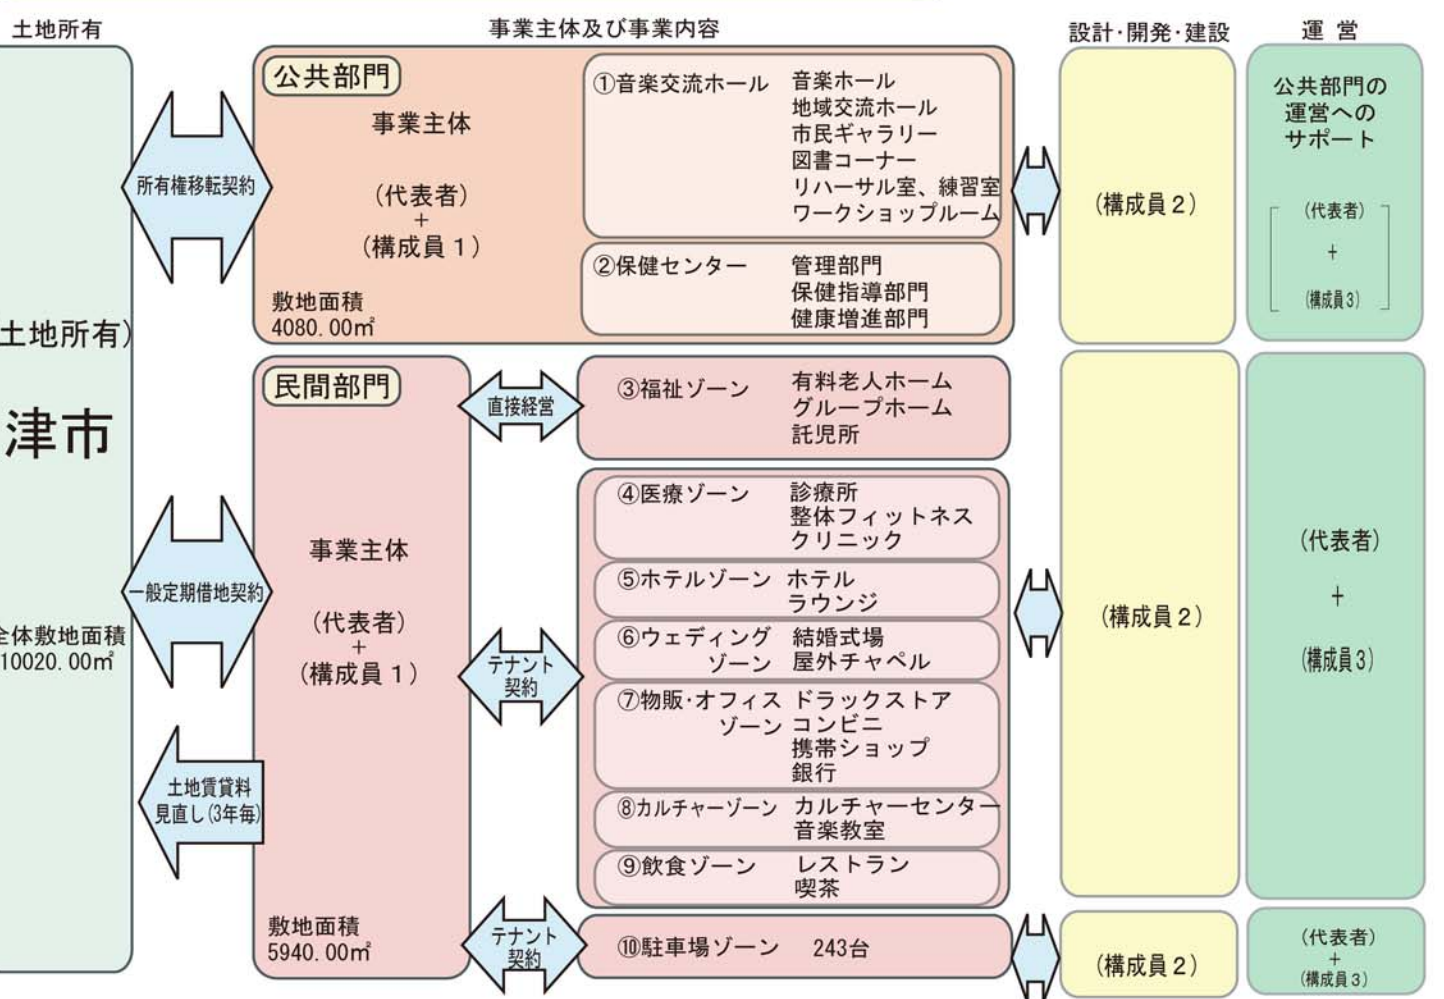 土地所有
事業主体及び事業内容
設計・開発・建設
運 営
土地所有)
津市
全体敷地面積
10020.00㎡
所有権移転契約
一般定期借地契約
土地賃貸料
見直し(3年毎)
公共部門
事業主体
(代表者)
+
(構成員1)
敷地面積
4080.00㎡
①音楽交流ホール 音楽ホール
地域交流ホール
市民ギャラリー
図書コーナー
リハーサル室、練習室
ワークショップルーム
②保健センター 管理部門
保健指導部門
健康増進部門
(構成員2)
公共部門の
運営への
サポート
(代表者)
+
(構成員3)
民間部門
事業主体
(代表者)
+
(構成員1)
敷地面積
5940.00㎡
直接経営
テナント
契約
テナント
契約
③福祉ゾーン 有料老人ホーム
グループホーム
託児所
④医療ゾーン 診療所
整体フィットネス
クリニック
⑤ホテルゾーン ホテル
ラウンジ
⑥ウェディング 結婚式場
ゾーン 屋外チャペル
⑦物販・オフィス ドラックストア
ゾーン コンビニ
携帯ショップ
銀行
⑧カルチャーゾーン カルチャーセンター
音楽教室
⑨飲食ゾーン レストラン
喫茶
⑩駐車場ゾーン 243台
(構成員2)
(代表者)
+
(構成員3)
(構成員2)
(代表者)
+
(構成員3)